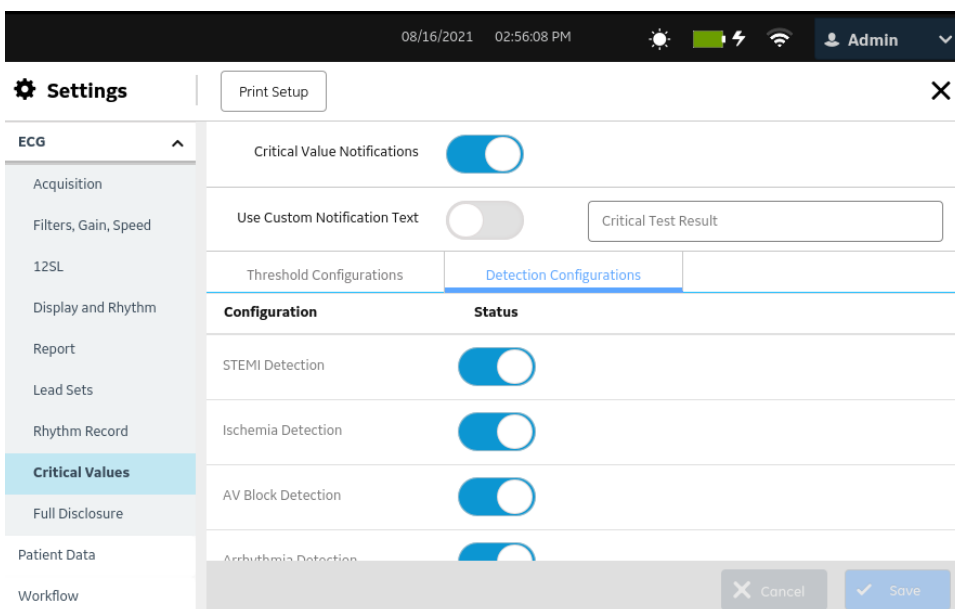 08/16/2021 02:56:08 PM Admin
Settings
Print Setup
ECG
Acquisition
Filters, Gain, Speed
12SL
Display and Rhythm
Report
Lead Sets
Rhythm Record
Critical Values
Full Disclosure
Patient Data
Workflow
Critical Value Notifications
Use Custom Notification Text
Critical Test Result
Threshold Configurations Detection Configurations
Configuration Status
STEMI Detection
Ischemia Detection
AV Block Detection
Arrhythmia Detection
Cancel Save